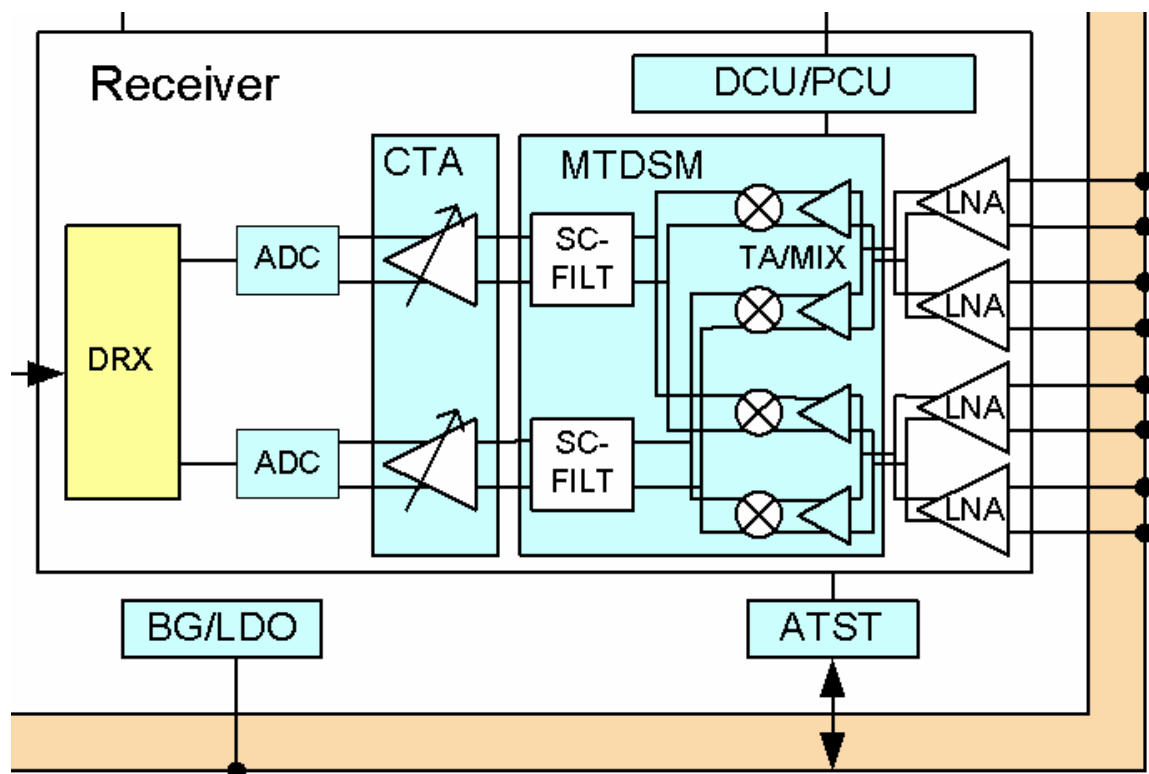 Receiver
DCU/PCU
CTA
MTDSM
LNA
SC-
FILT
TA/MIX
ADC
LNA
DRX
LNA
SC-
FILT
ADC
LNA
BG/LDO
ATST